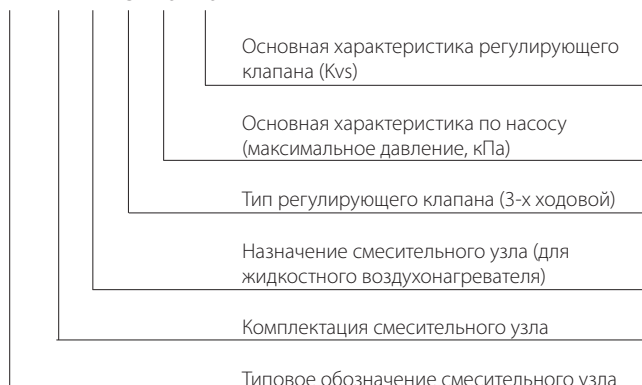 Основная характеристика регулирующего
клапана (Kvs)
Основная характеристика по насосу
(максимальное давление, кПа)
Тип регулирующего клапана (3-х ходовой)
Назначение смесительного узла (для
жидкостного воздухонагревателя)
Комплектация смесительного узла
Типовое обозначение смесительного узла